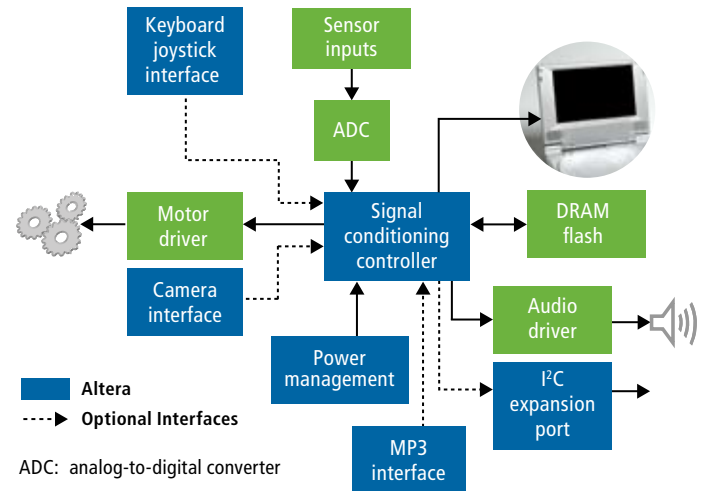 Keyboard
joystick
interface
Sensor
inputs
ADC
Motor
driver
Signal
conditioning
controller
DRAM
flash
Camera
interface
Audio
driver
Power
management
I²C
expansion
port
MP3
interface
Altera
Optional Interfaces
ADC: analog-to-digital converter